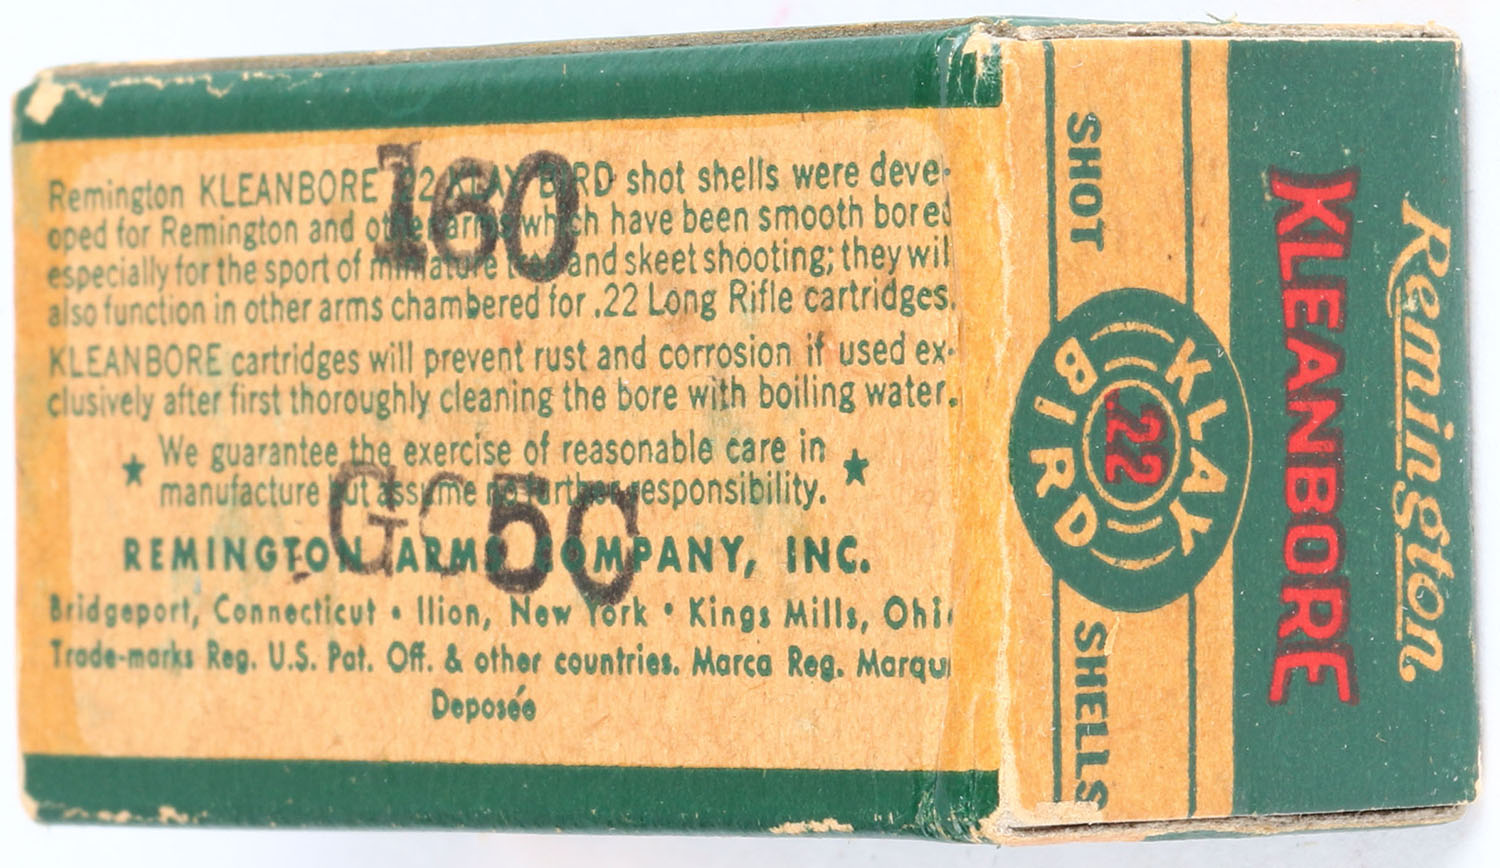 Remington KLEANBORE .22 KLAY BIRD shot shells were deve-
oped for Remington and other arms which have been smooth bored
especially for the sport of miniature trap and skeet shooting; they wil
also function in other arms chambered for .22 Long Rifle cartridges.
KLEANBORE cartridges will prevent rust and corrosion if used ex-
clusively after first thoroughly cleaning the bore with boiling water.
★ We guarantee the exercise of reasonable care in ★
manufacture but assume no further responsibility.
REMINGTON ARMS COMPANY, INC.
Bridgeport, Connecticut • Ilion, New York • Kings Mills, Ohi
Trade-marks Reg. U.S. Pat. Off. & other countries. Marca Reg. Marqu
Deposée
160
GC5C
Remington
KLEANBORE
KLAY
.22
BIRD
SHOT SHELLS